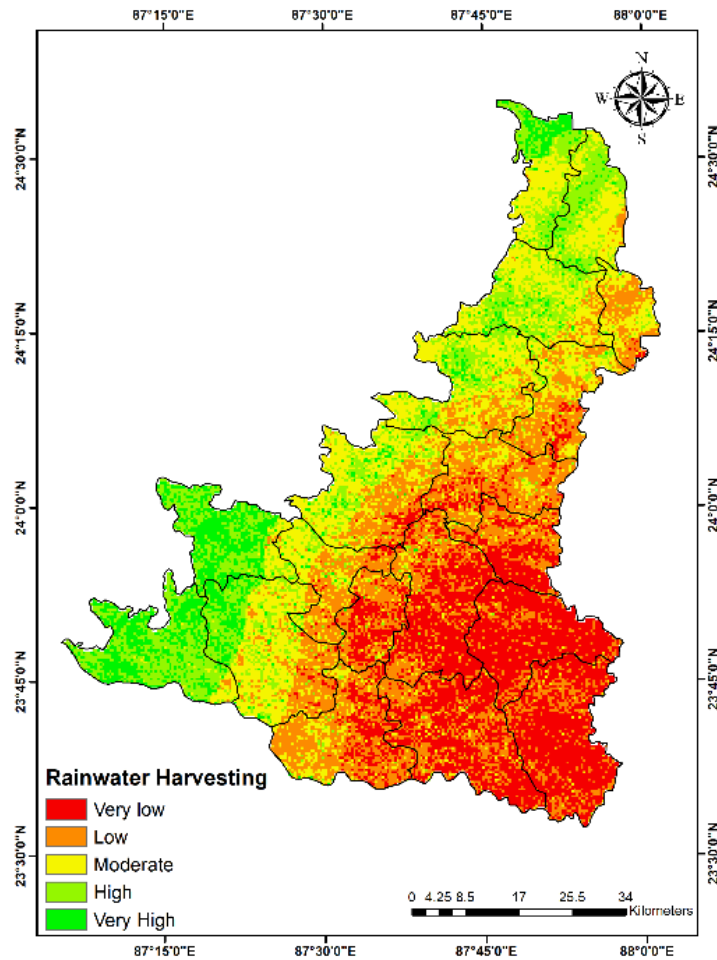 87°15'0"E 87°30'0"E 87°45'0"E 88°0'0"E
N
W E
S
24°30'0"N 24°30'0"N
24°15'0"N 24°15'0"N
24°0'0"N 24°0'0"N
23°45'0"N 23°45'0"N
Rainwater Harvesting
Very low
Low
Moderate
High
Very High
23°30'0"N 23°30'0"N
0 4.25 8.5 17 25.5 34
Kilometers
87°15'0"E 87°30'0"E 87°45'0"E 88°0'0"E